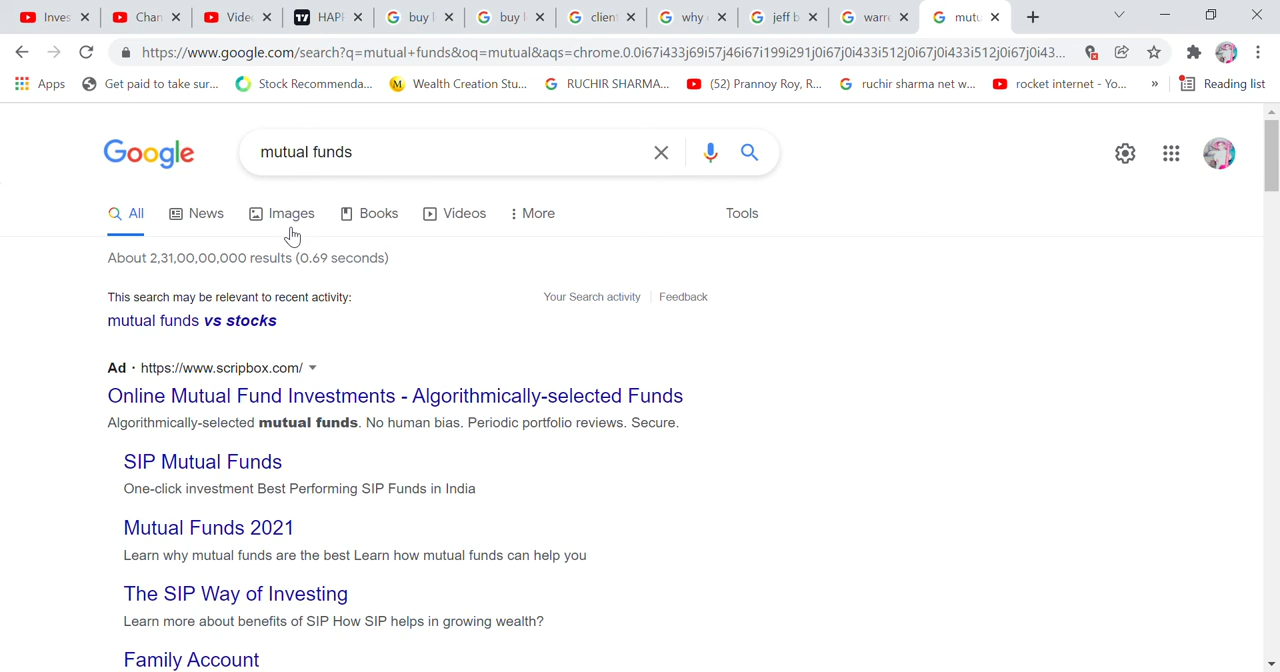 Inves
Chan
Vide
HAPI
buy l
buy l
clien
why
jeff b
warr
mutu
https://www.google.com/search?q=mutual+funds&oq=mutual&aqs=chrome.0.0i67i433j69i57j46i67i199i291j0i67j0i433i512j0i67j0i433i512j0i67j0i43...
Apps Get paid to take sur... Stock Recommenda... Wealth Creation Stu... RUCHIR SHARMA... (52) Prannoy Roy, R... ruchir sharma net w... rocket internet - Yo... » Reading list
Google mutual funds
All News Images Books Videos More Tools
About 2,31,00,00,000 results (0.69 seconds)
This search may be relevant to recent activity: Your Search activity Feedback
mutual funds vs stocks
Ad · https://www.scripbox.com/
Online Mutual Fund Investments - Algorithmically-selected Funds
Algorithmically-selected mutual funds. No human bias. Periodic portfolio reviews. Secure.
SIP Mutual Funds
One-click investment Best Performing SIP Funds in India
Mutual Funds 2021
Learn why mutual funds are the best Learn how mutual funds can help you
The SIP Way of Investing
Learn more about benefits of SIP How SIP helps in growing wealth?
Family Account